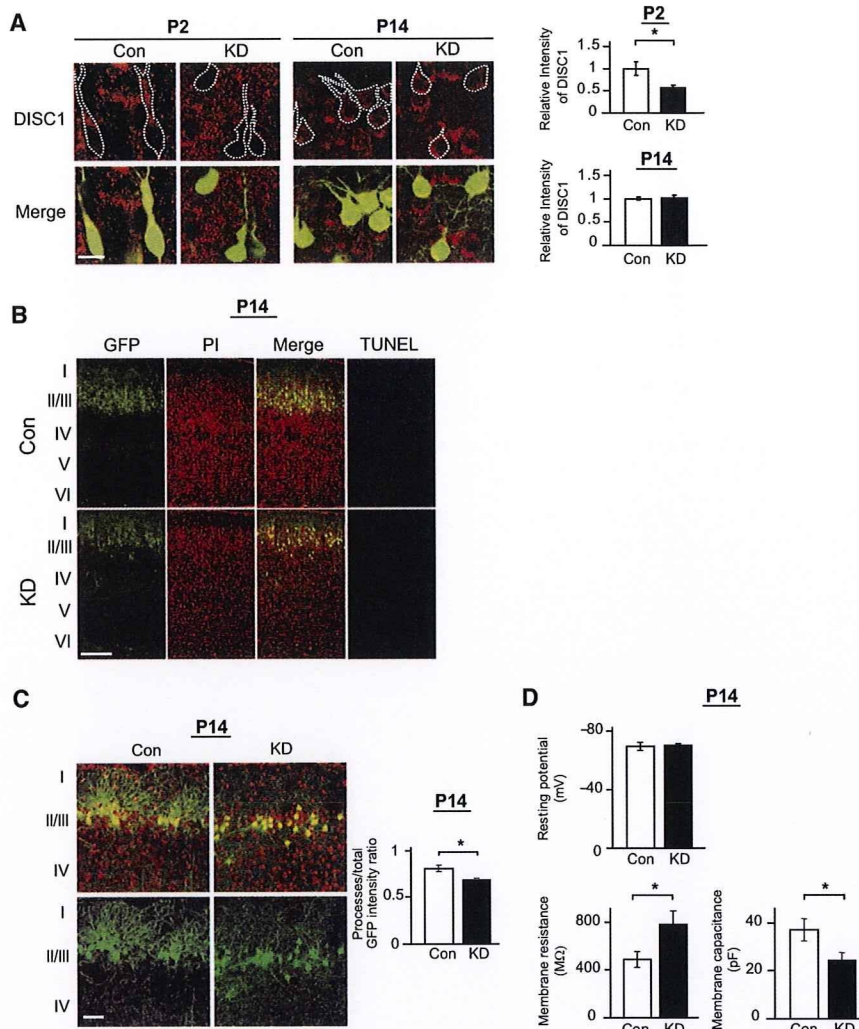 A
P2
P14
Con KD Con KD
DISC1
Merge
P2
*
Relative Intensity
of DISC1
1.5
1
0.5
0
Con KD
P14
Relative Intensity
of DISC1
1.5
1
0.5
0
Con KD
B
P14
GFP PI Merge TUNEL
Con
I
II/III
IV
V
VI
KD
I
II/III
IV
V
VI
C
P14
Con KD
I
II/III
IV
I
II/III
IV
P14
*
Processes/total
GFP intensity ratio
1
0.5
0
Con KD
D
P14
Resting potential
(mV)
-80
-40
0
Con KD
*
Membrane resistance
(MΩ)
800
400
0
Con KD
*
Membrane capacitance
(pF)
40
20
0
Con KD